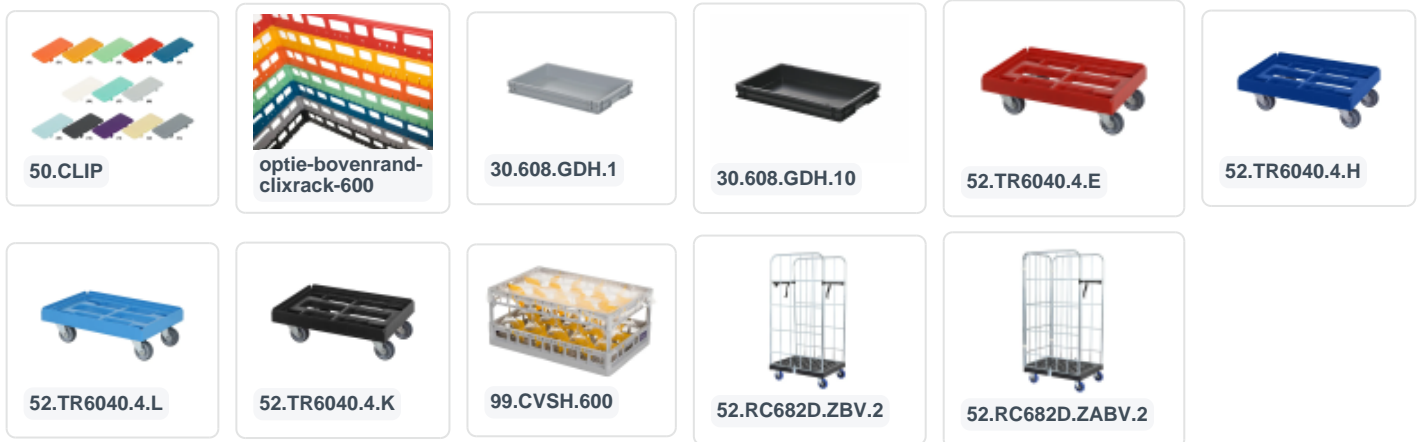 50.CLIP
optie-bovenrand-
clixrack-600
30.608.GDH.1
30.608.GDH.10
52.TR6040.4.E
52.TR6040.4.H
52.TR6040.4.L
52.TR6040.4.K
99.CVSH.600
52.RC682D.ZBV.2
52.RC682D.ZABV.2